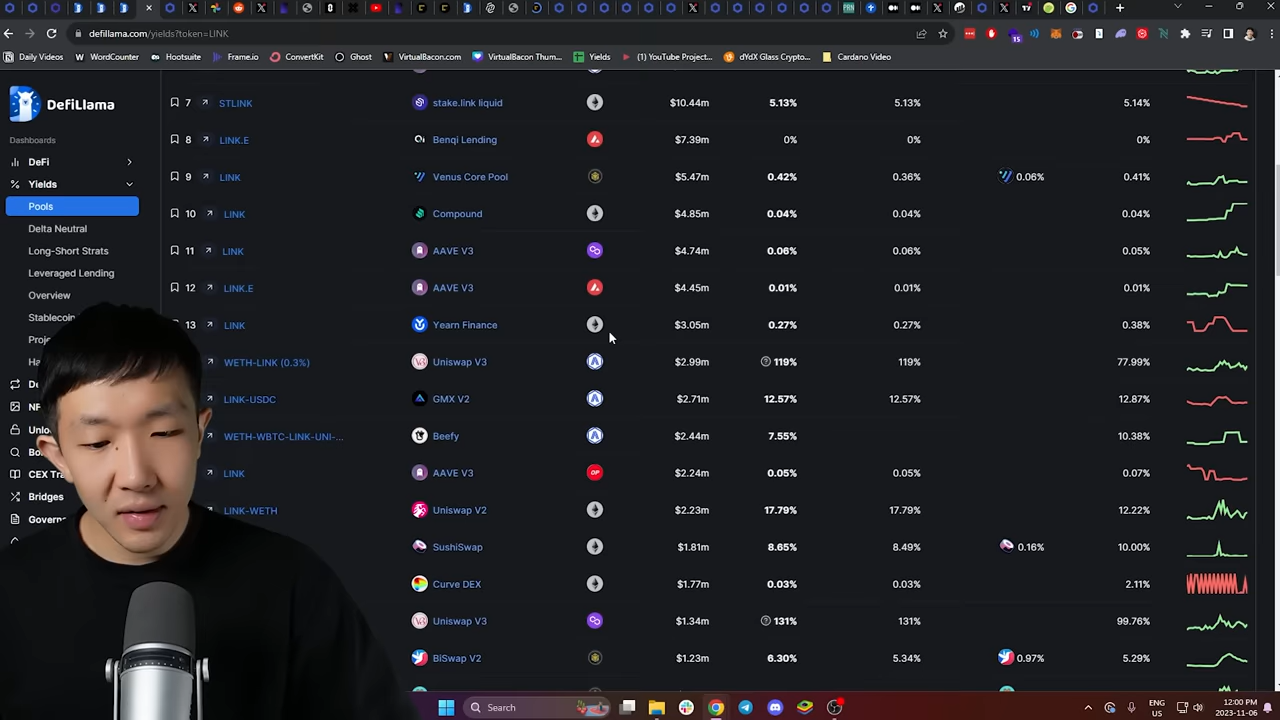 defillama.com/yields?token=LINK
Daily Videos WordCounter Hootsuite Frame.io ConvertKit Ghost VirtualBacon.com VirtualBacon Thum... Yields (1) YouTube Project... dYdX Glass Crypto... Cardano Video
DefiLlama
Dashboards
DeFi
Yields
Pools
Delta Neutral
Long-Short Strats
Leveraged Lending
Overview
7 STLINK stake.link liquid $10.44m 5.13% 5.13% 5.14%
8 LINK.E Benqi Lending $7.39m 0% 0% 0%
9 LINK Venus Core Pool $5.47m 0.42% 0.36% 0.06% 0.41%
10 LINK Compound $4.85m 0.04% 0.04% 0.04%
11 LINK AAVE V3 $4.74m 0.06% 0.06% 0.05%
12 LINK.E AAVE V3 $4.45m 0.01% 0.01% 0.01%
13 LINK Yearn Finance $3.05m 0.27% 0.27% 0.38%
WETH-LINK (0.3%) Uniswap V3 $2.99m 119% 119% 77.99%
LINK-USDC GMX V2 $2.71m 12.57% 12.57% 12.87%
WETH-WBTC-LINK-UNI-... Beefy $2.44m 7.55% 10.38%
LINK AAVE V3 OP $2.24m 0.05% 0.05% 0.07%
LINK-WETH Uniswap V2 $2.23m 17.79% 17.79% 12.22%
SushiSwap $1.81m 8.65% 8.49% 0.16% 10.00%
Curve DEX $1.77m 0.03% 0.03% 2.11%
Uniswap V3 $1.34m 131% 131% 99.76%
BiSwap V2 $1.23m 6.30% 5.34% 0.97% 5.29%
CEX
Bridges
Search
ENG
US
12:00 PM
2023-11-06